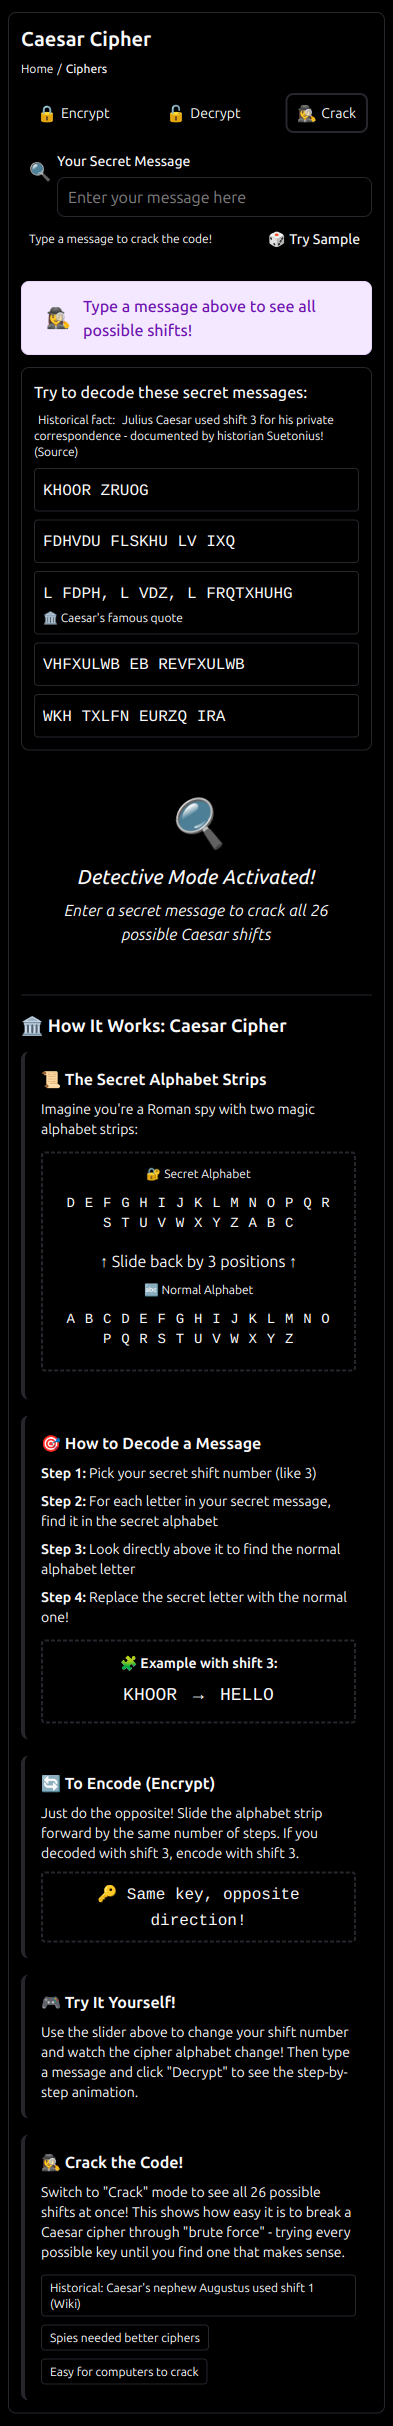 Caesar Cipher
Home / Ciphers
🔒 Encrypt
🔓 Decrypt
🕵️ Crack
Your Secret Message
Enter your message here
Type a message to crack the code!
🎲 Try Sample
Type a message above to see all
possible shifts!
Try to decode these secret messages:
Historical fact: Julius Caesar used shift 3 for his private
correspondence - documented by historian Suetonius!
(Source)
KHOOR ZRUOG
FDHVDU FLSKHU LV IXQ
L FDPH, L VDZ, L FRQTXHUHG
🏛️ Caesar's famous quote
VHFXULWB EB REVFXULWB
WKH TXLFN EURZQ IRA
Detective Mode Activated!
Enter a secret message to crack all 26
possible Caesar shifts
🏛️ How It Works: Caesar Cipher
📜 The Secret Alphabet Strips
Imagine you're a Roman spy with two magic
alphabet strips:
🔐 Secret Alphabet
D E F G H I J K L M N O P Q R
S T U V W X Y Z A B C
↑ Slide back by 3 positions ↑
🔤 Normal Alphabet
A B C D E F G H I J K L M N O
P Q R S T U V W X Y Z
🎯 How to Decode a Message
Step 1: Pick your secret shift number (like 3)
Step 2: For each letter in your secret message,
find it in the secret alphabet
Step 3: Look directly above it to find the normal
alphabet letter
Step 4: Replace the secret letter with the normal
one!
🧩 Example with shift 3:
KHOOR → HELLO
🔄 To Encode (Encrypt)
Just do the opposite! Slide the alphabet strip
forward by the same number of steps. If you
decoded with shift 3, encode with shift 3.
🔑 Same key, opposite
direction!
🎮 Try It Yourself!
Use the slider above to change your shift number
and watch the cipher alphabet change! Then type
a message and click "Decrypt" to see the step-by-
step animation.
🕵️ Crack the Code!
Switch to "Crack" mode to see all 26 possible
shifts at once! This shows how easy it is to break a
Caesar cipher through "brute force" - trying every
possible key until you find one that makes sense.
Historical: Caesar's nephew Augustus used shift 1
(Wiki)
Spies needed better ciphers
Easy for computers to crack